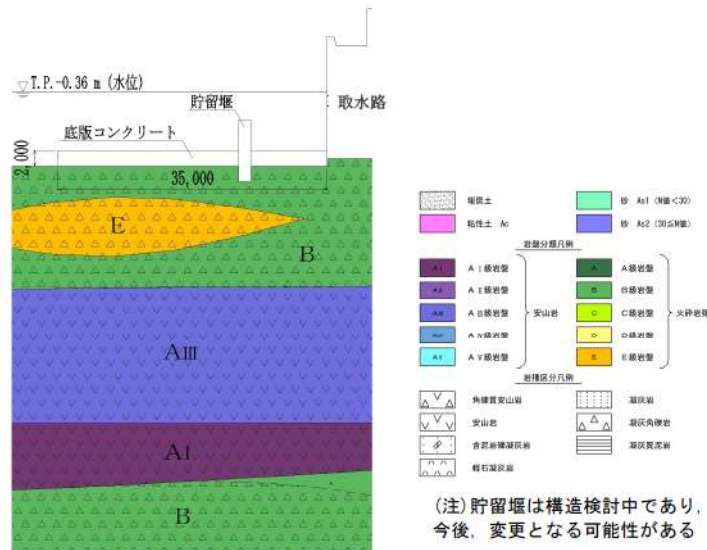 T.P.-0.36 m (水位)
取水路
貯留堰
底版コンクリート
2,000
35,000
E
B
AⅢ
AⅠ
B
埋戻土
砂 As1 (N値<30)
粘性土 Ac
砂 As2 (30≦N値)
岩盤分類凡例
AⅠ AⅠ級岩盤
A A級岩盤
AⅡ AⅡ級岩盤
B B級岩盤
AⅢ AⅢ級岩盤
安山岩
C C級岩盤
火砕岩類
AⅣ AⅣ級岩盤
D D級岩盤
AⅤ AⅤ級岩盤
E E級岩盤
岩種区分凡例
角礫質安山岩
凝灰岩
安山岩
凝灰角礫岩
含泥岩礫凝灰岩
凝灰質泥岩
軽石凝灰岩
(注)貯留堰は構造検討中であり,
今後, 変更となる可能性がある